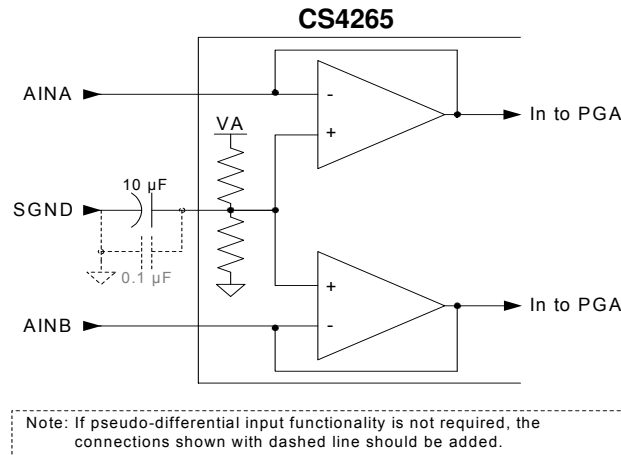 CS4265
AINA
-
+
In to PGA
VA
10 µF
SGND
0.1 µF
+
-
In to PGA
AINB
Note: If pseudo-differential input functionality is not required, the
connections shown with dashed line should be added.